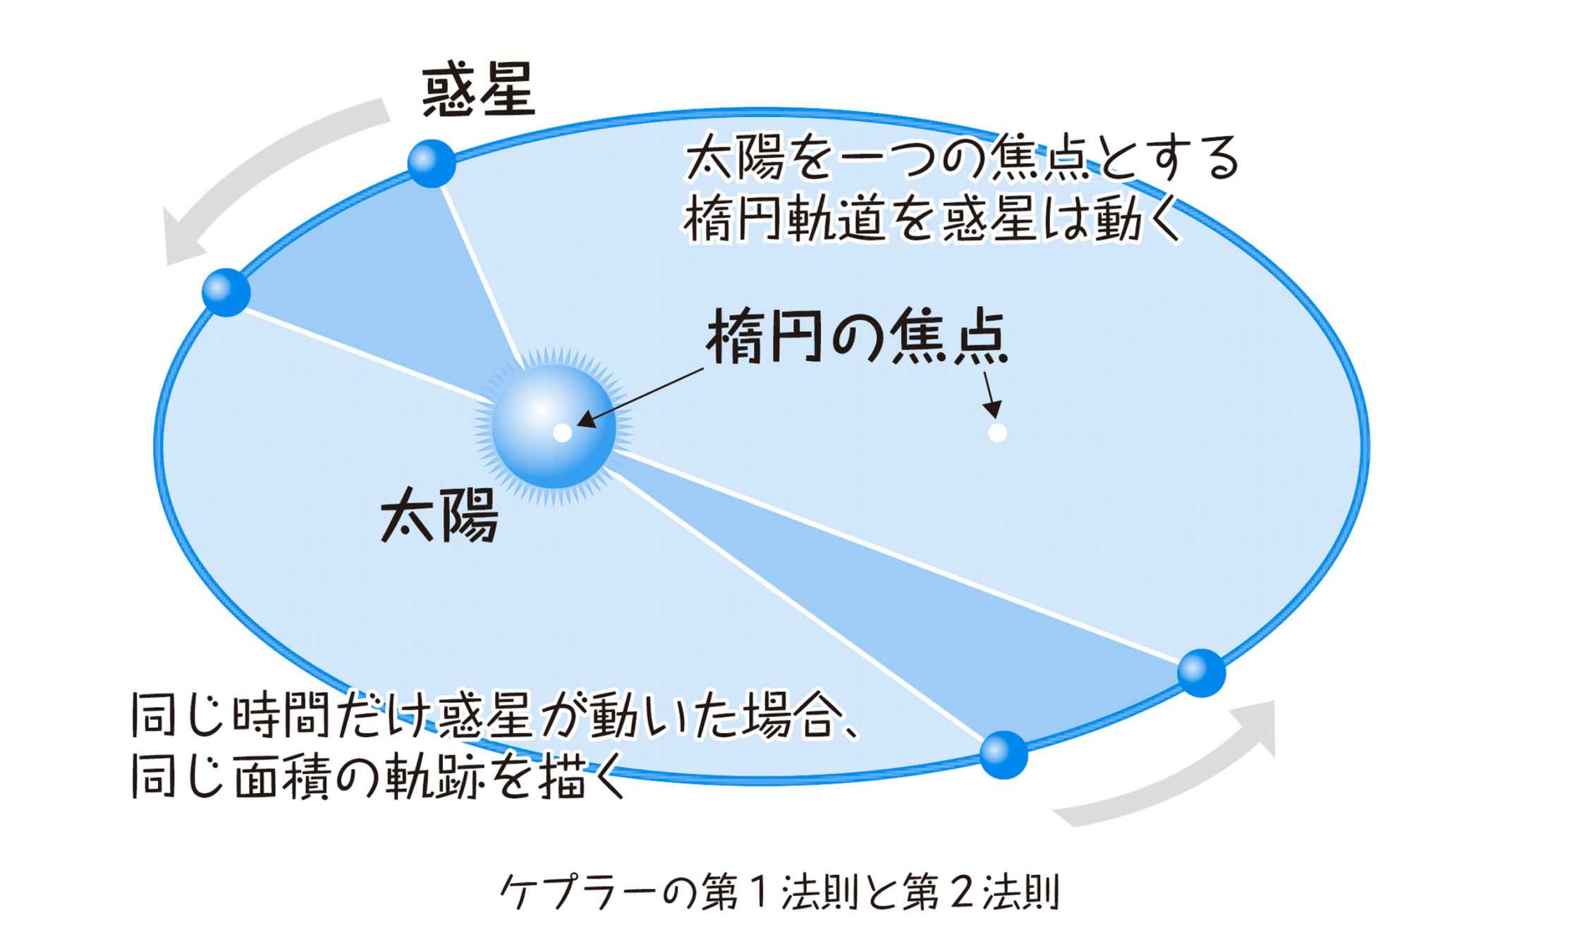 惑星
太陽を一つの焦点とする
楕円軌道を惑星は動く
楕円の焦点
太陽
同じ時間だけ惑星が動いた場合、
同じ面積の軌跡を描く
ケプラーの第1法則と第2法則